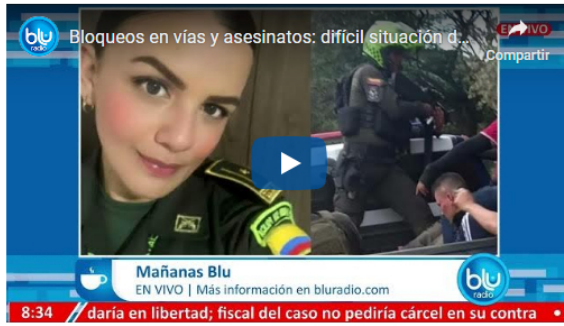 blu
radio
Bloqueos en vías y asesinatos: difícil situación d...
EN VIVO
Compartir
Mañanas Blu
EN VIVO | Más información en bluradio.com
blu
radio
8:34
daría en libertad; fiscal del caso no pediría cárcel en su contra •